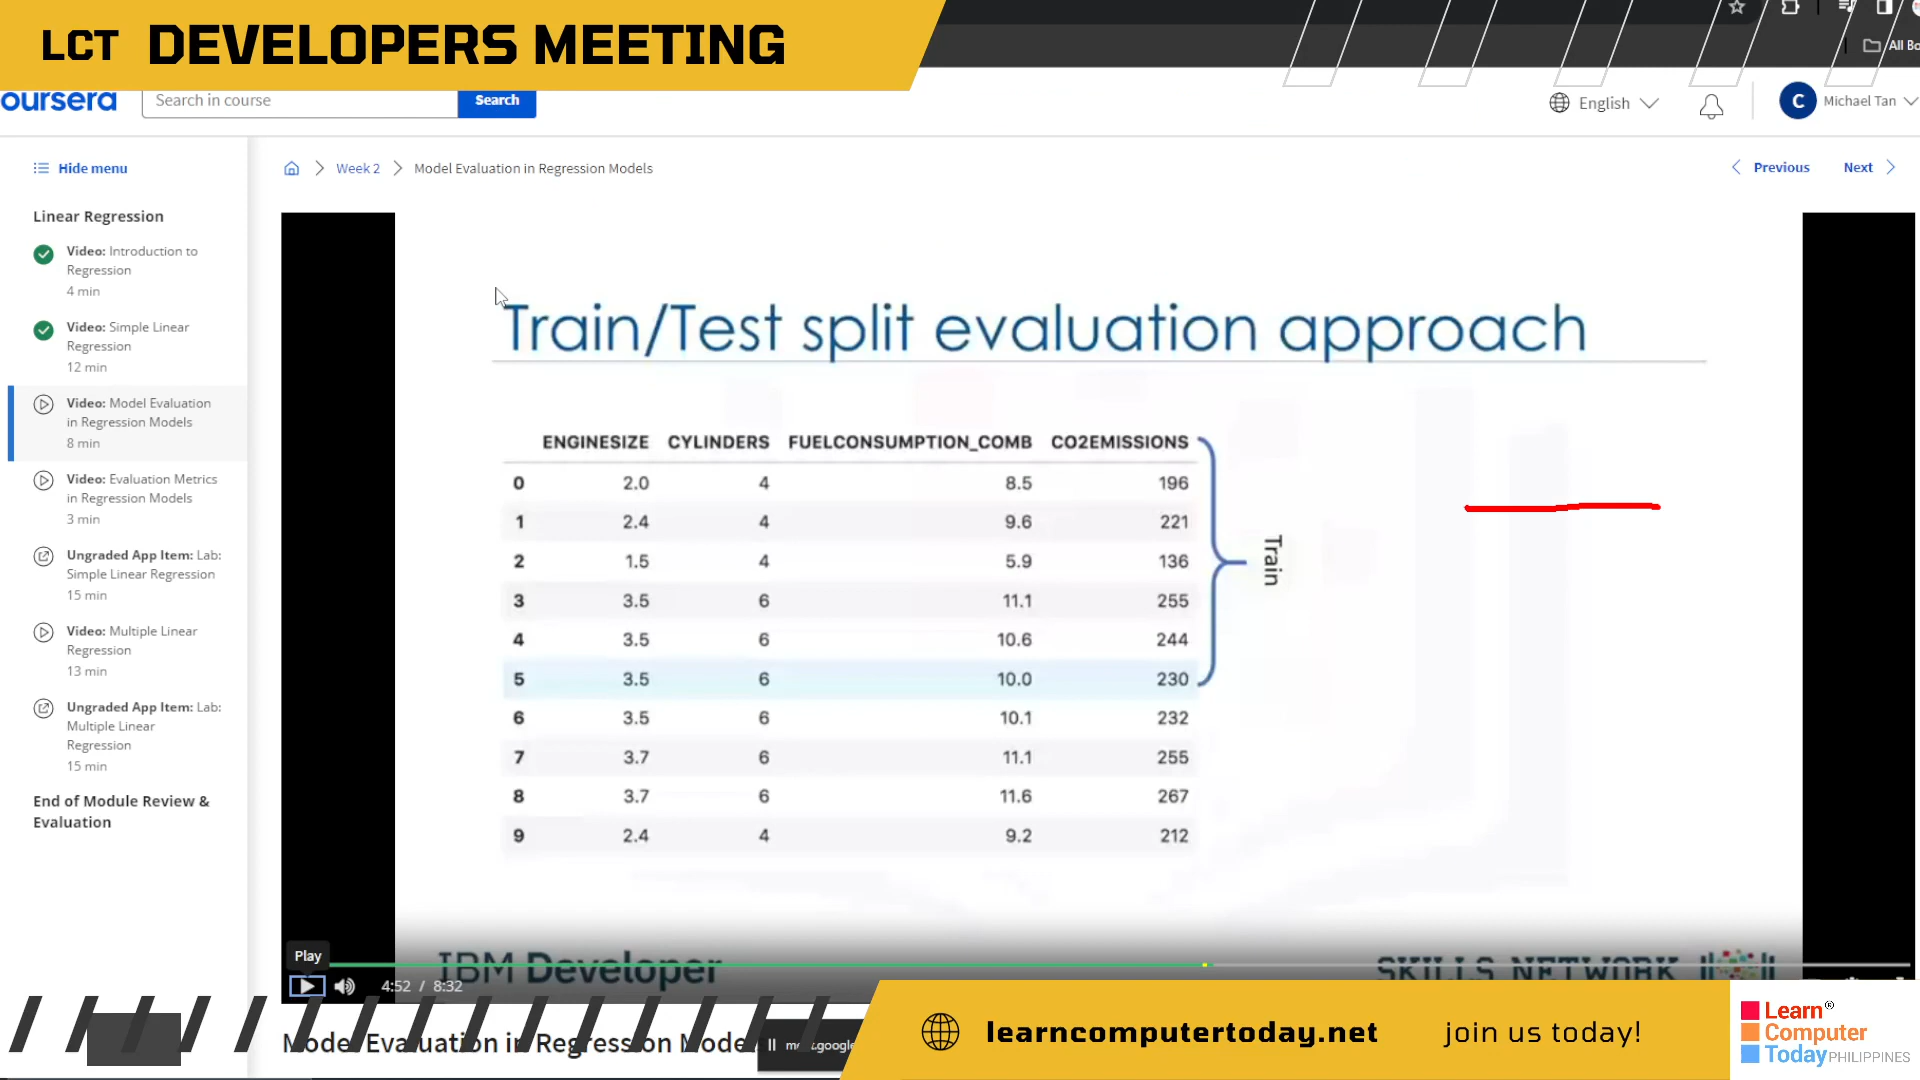 LCT DEVELOPERS MEETING
All Bo
oursera
Search in course
Search
English
C
Michael Tan
Hide menu
Week 2
Model Evaluation in Regression Models
Previous
Next
Linear Regression
Video: Introduction to
Regression
4 min
Video: Simple Linear
Regression
12 min
Video: Model Evaluation
in Regression Models
8 min
Video: Evaluation Metrics
in Regression Models
3 min
Ungraded App Item: Lab:
Simple Linear Regression
15 min
Video: Multiple Linear
Regression
13 min
Ungraded App Item: Lab:
Multiple Linear
Regression
15 min
End of Module Review &
Evaluation
Train/Test split evaluation approach
ENGINESIZE CYLINDERS FUELCONSUMPTION_COMB CO2EMISSIONS
0 2.0 4 8.5 196
1 2.4 4 9.6 221
2 1.5 4 5.9 136
3 3.5 6 11.1 255
4 3.5 6 10.6 244
5 3.5 6 10.0 230
6 3.5 6 10.1 232
7 3.7 6 11.1 255
8 3.7 6 11.6 267
9 2.4 4 9.2 212
Train
IBM Developer
SKILLS NETWORK
Play
4:52 / 8:32
Model Evaluation in Regression Model
learncomputertoday.net
join us today!
Learn®
Computer
Today PHILIPPINES